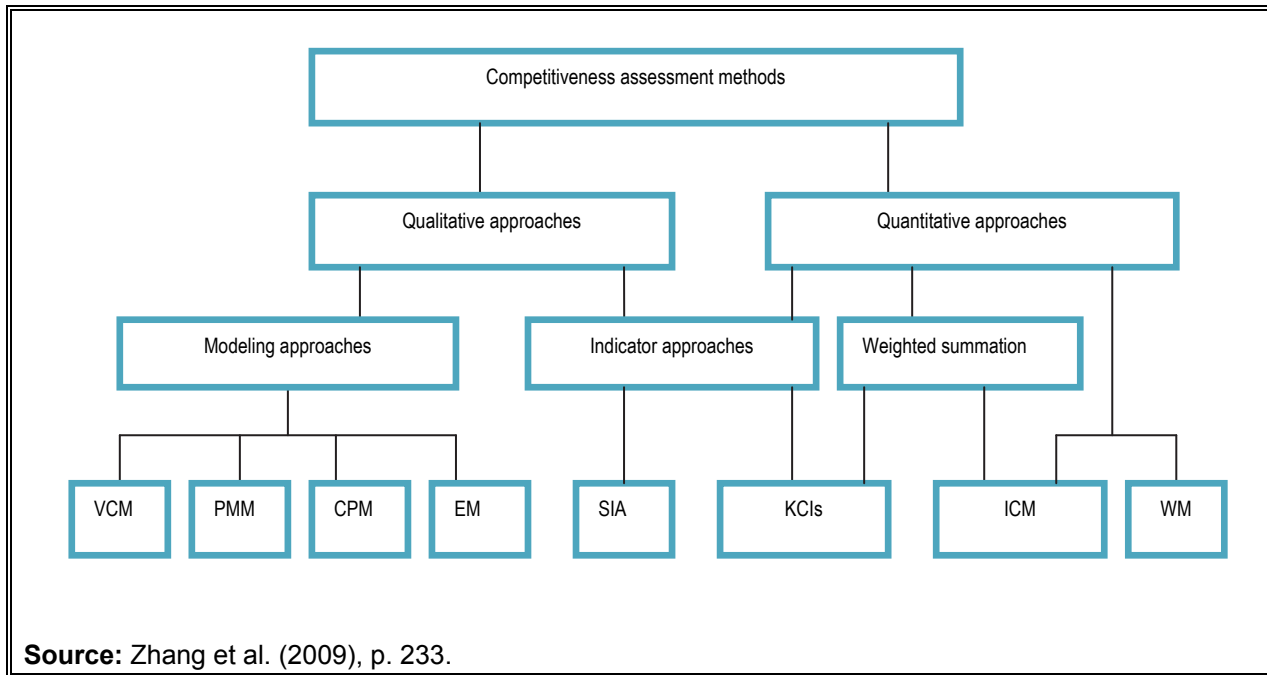 Competitiveness assessment methods
Qualitative approaches
Quantitative approaches
Modeling approaches
Indicator approaches
Weighted summation
VCM
PMM
CPM
EM
SIA
KCIs
ICM
WM
Source: Zhang et al. (2009), p. 233.